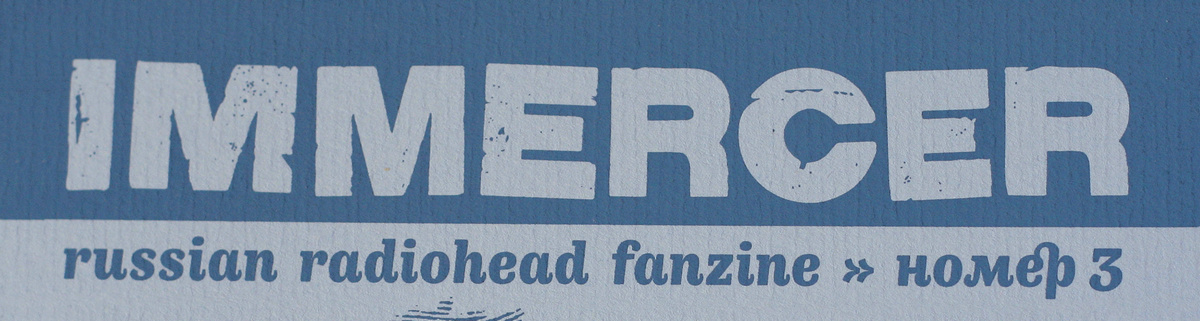 IMMERCER
russian radiohead fanzine » номер 3